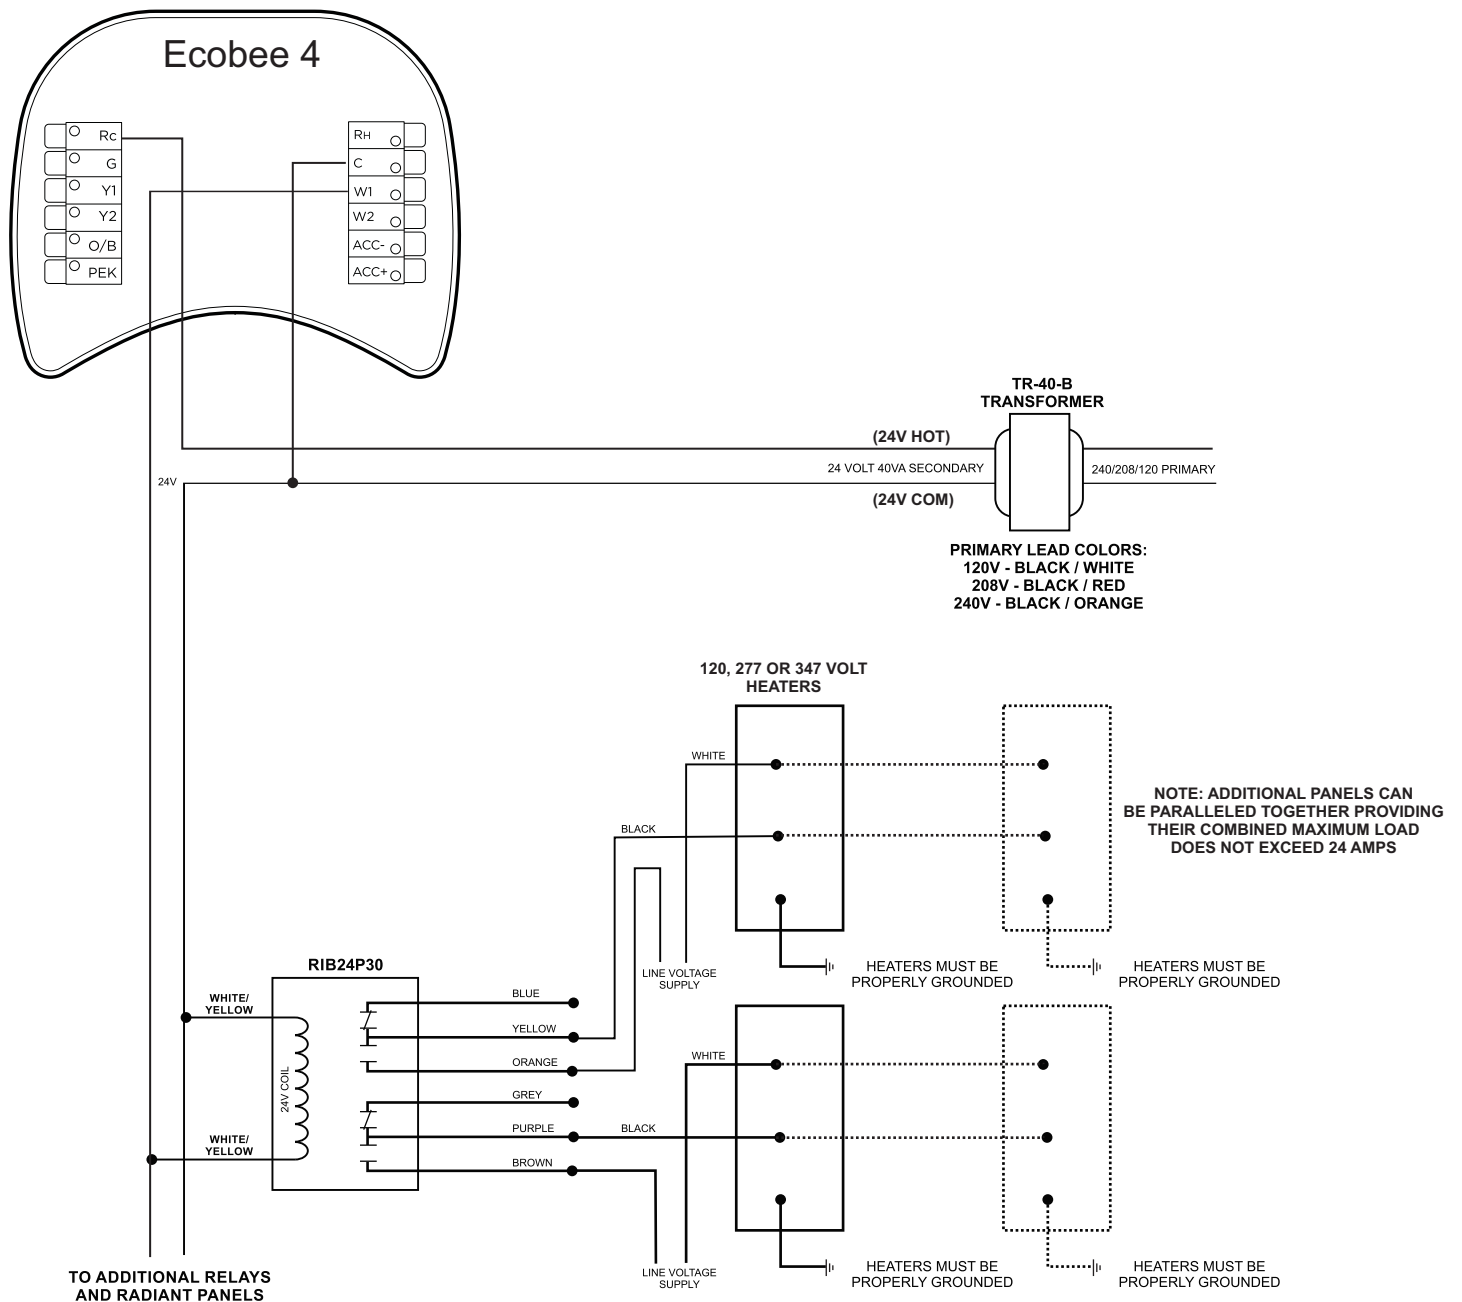 Ecobee 4
Rc
G
Y1
Y2
O/B
PEK
RH
C
W1
W2
ACC-
ACC+
TR-40-B
TRANSFORMER
(24V HOT)
24 VOLT 40VA SECONDARY
240/208/120 PRIMARY
24V
(24V COM)
PRIMARY LEAD COLORS:
120V - BLACK / WHITE
208V - BLACK / RED
240V - BLACK / ORANGE
120, 277 OR 347 VOLT
HEATERS
WHITE
BLACK
NOTE: ADDITIONAL PANELS CAN
BE PARALLELED TOGETHER PROVIDING
THEIR COMBINED MAXIMUM LOAD
DOES NOT EXCEED 24 AMPS
LINE VOLTAGE
SUPPLY
HEATERS MUST BE
PROPERLY GROUNDED
HEATERS MUST BE
PROPERLY GROUNDED
RIB24P30
WHITE/
YELLOW
24V COIL
WHITE/
YELLOW
BLUE
YELLOW
ORANGE
GREY
PURPLE
BROWN
WHITE
BLACK
LINE VOLTAGE
SUPPLY
HEATERS MUST BE
PROPERLY GROUNDED
HEATERS MUST BE
PROPERLY GROUNDED
TO ADDITIONAL RELAYS
AND RADIANT PANELS